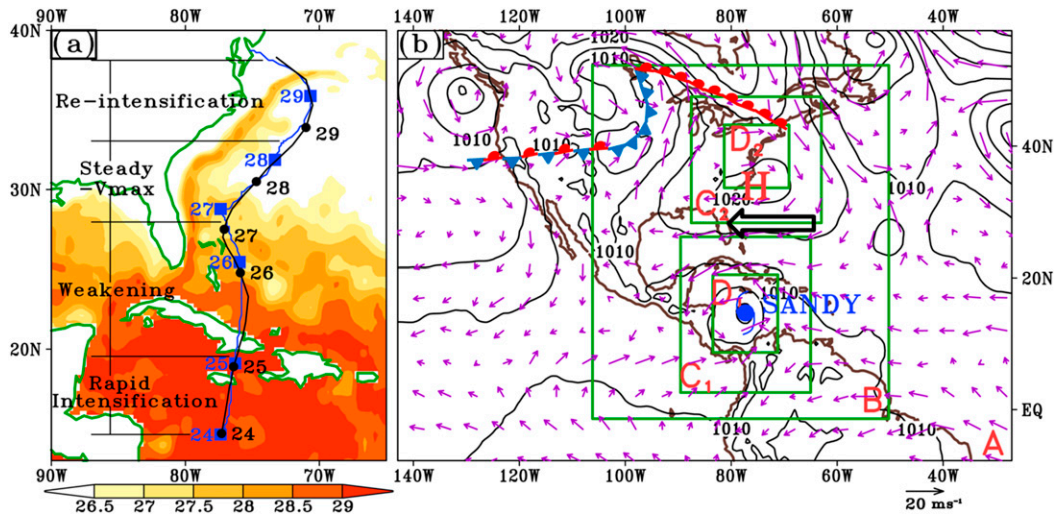 90W 80W 70W
40N
(a)
Re-intensification
29
29
Steady
Vmax
28
28
30N
27
27
26
26
Weakening
20N
25
25
Rapid
Intensification
24
24
90W 80W 70W
26.5 27 27.5 28 28.5 29
140W 120W 100W 80W 60W 40W
(b)
1020
1010
1010
1010
D2
40N
H
1020
1010
C2
1010
20N
D
1010
SANDY
C1
B
EQ
1010
1010
A
140W 120W 100W 80W 60W 40W
20 ms-1